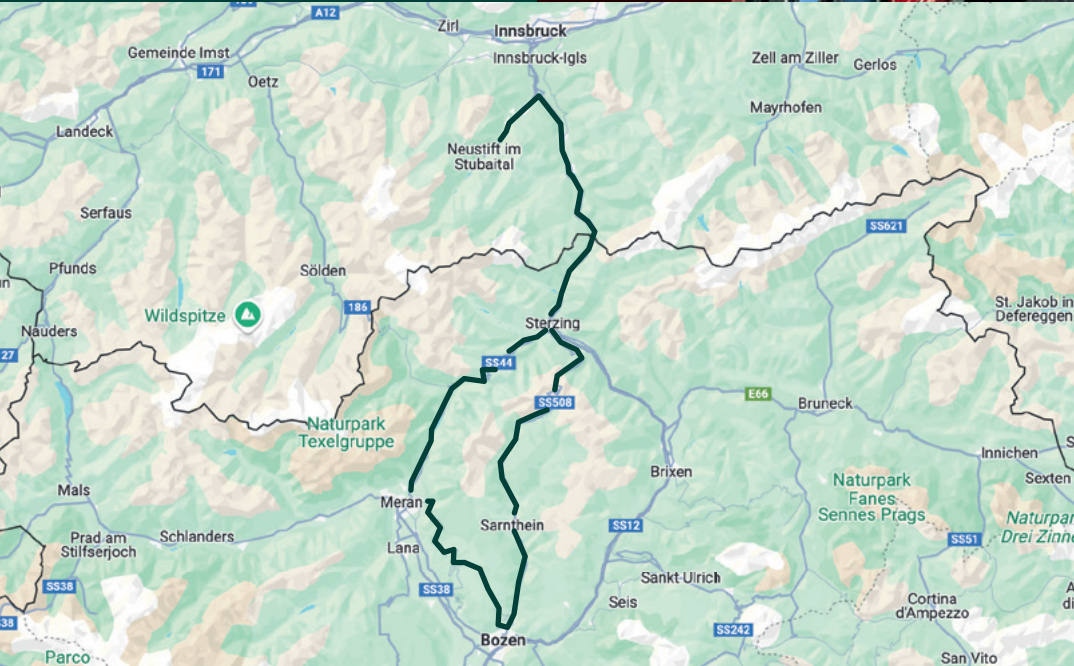 A12
Zirl
Innsbruck
Gemeinde Imst
Innsbruck-Igls
Zell am Ziller
Gerlos
171
Oetz
Mayrhofen
Landeck
Neustift im
Stubaital
Serfaus
SS621
Pfunds
Sölden
Wildspitze
186
St. Jakob in
Defereggen
Nauders
Sterzing
27
SS44
E66
SS508
Bruneck
Naturpark
Texelgruppe
Innichen
Brixen
Sexten
Mals
Meran
Naturpark
Fanes
Sennes Prags
Sarnthein
SS12
Prad am
Stilfserjoch
Schlanders
Lana
SS51
Drei Zinne
Sankt Ulrich
SS38
SS38
Seis
Cortina
d'Ampezzo
38
SS242
Bozen
Parco
San Vito